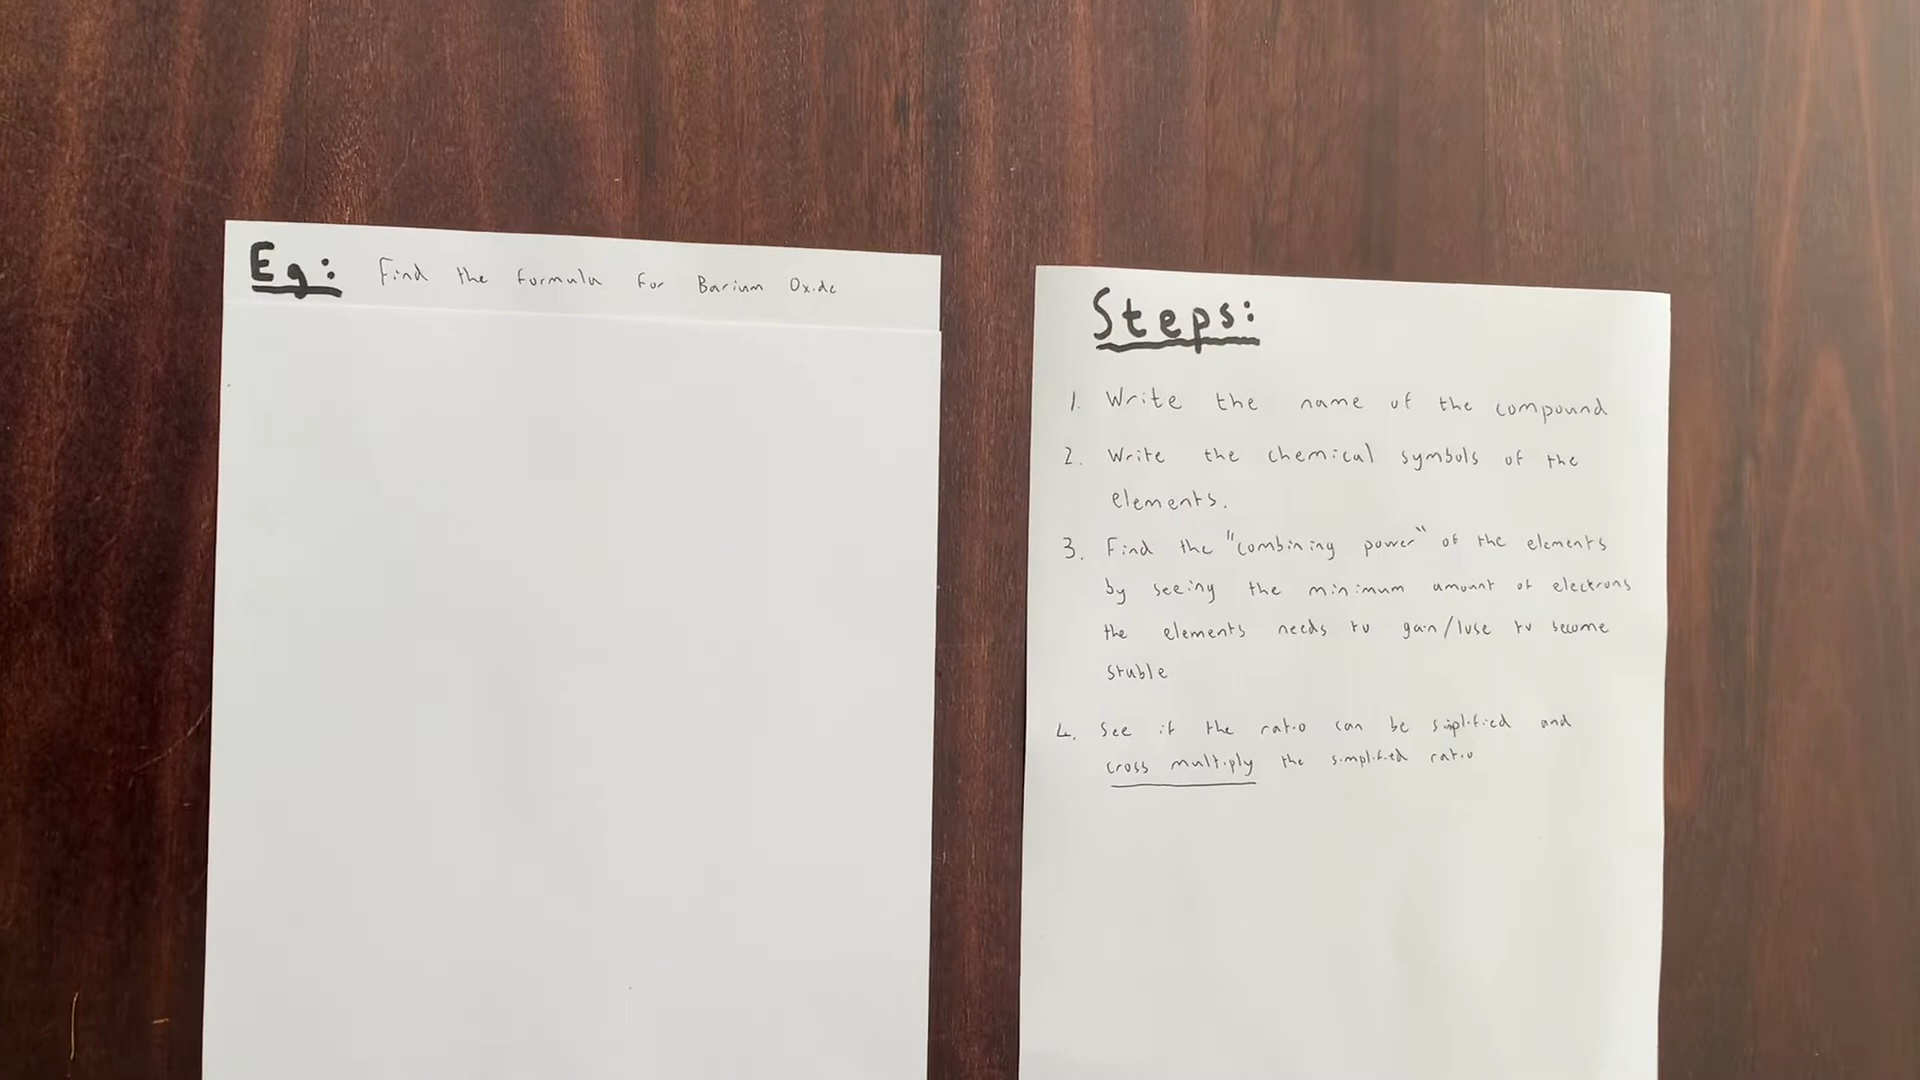 Eg: Find the formula for Barium Oxide
Steps:
1. Write the name of the compound
2. Write the chemical symbols of the
elements.
3. Find the "combining power" of the elements
by seeing the minimum amount of electrons
the elements needs to gain/lose to become
stable
4. See if the ratio can be simplified and
cross multiply the simplified ratio